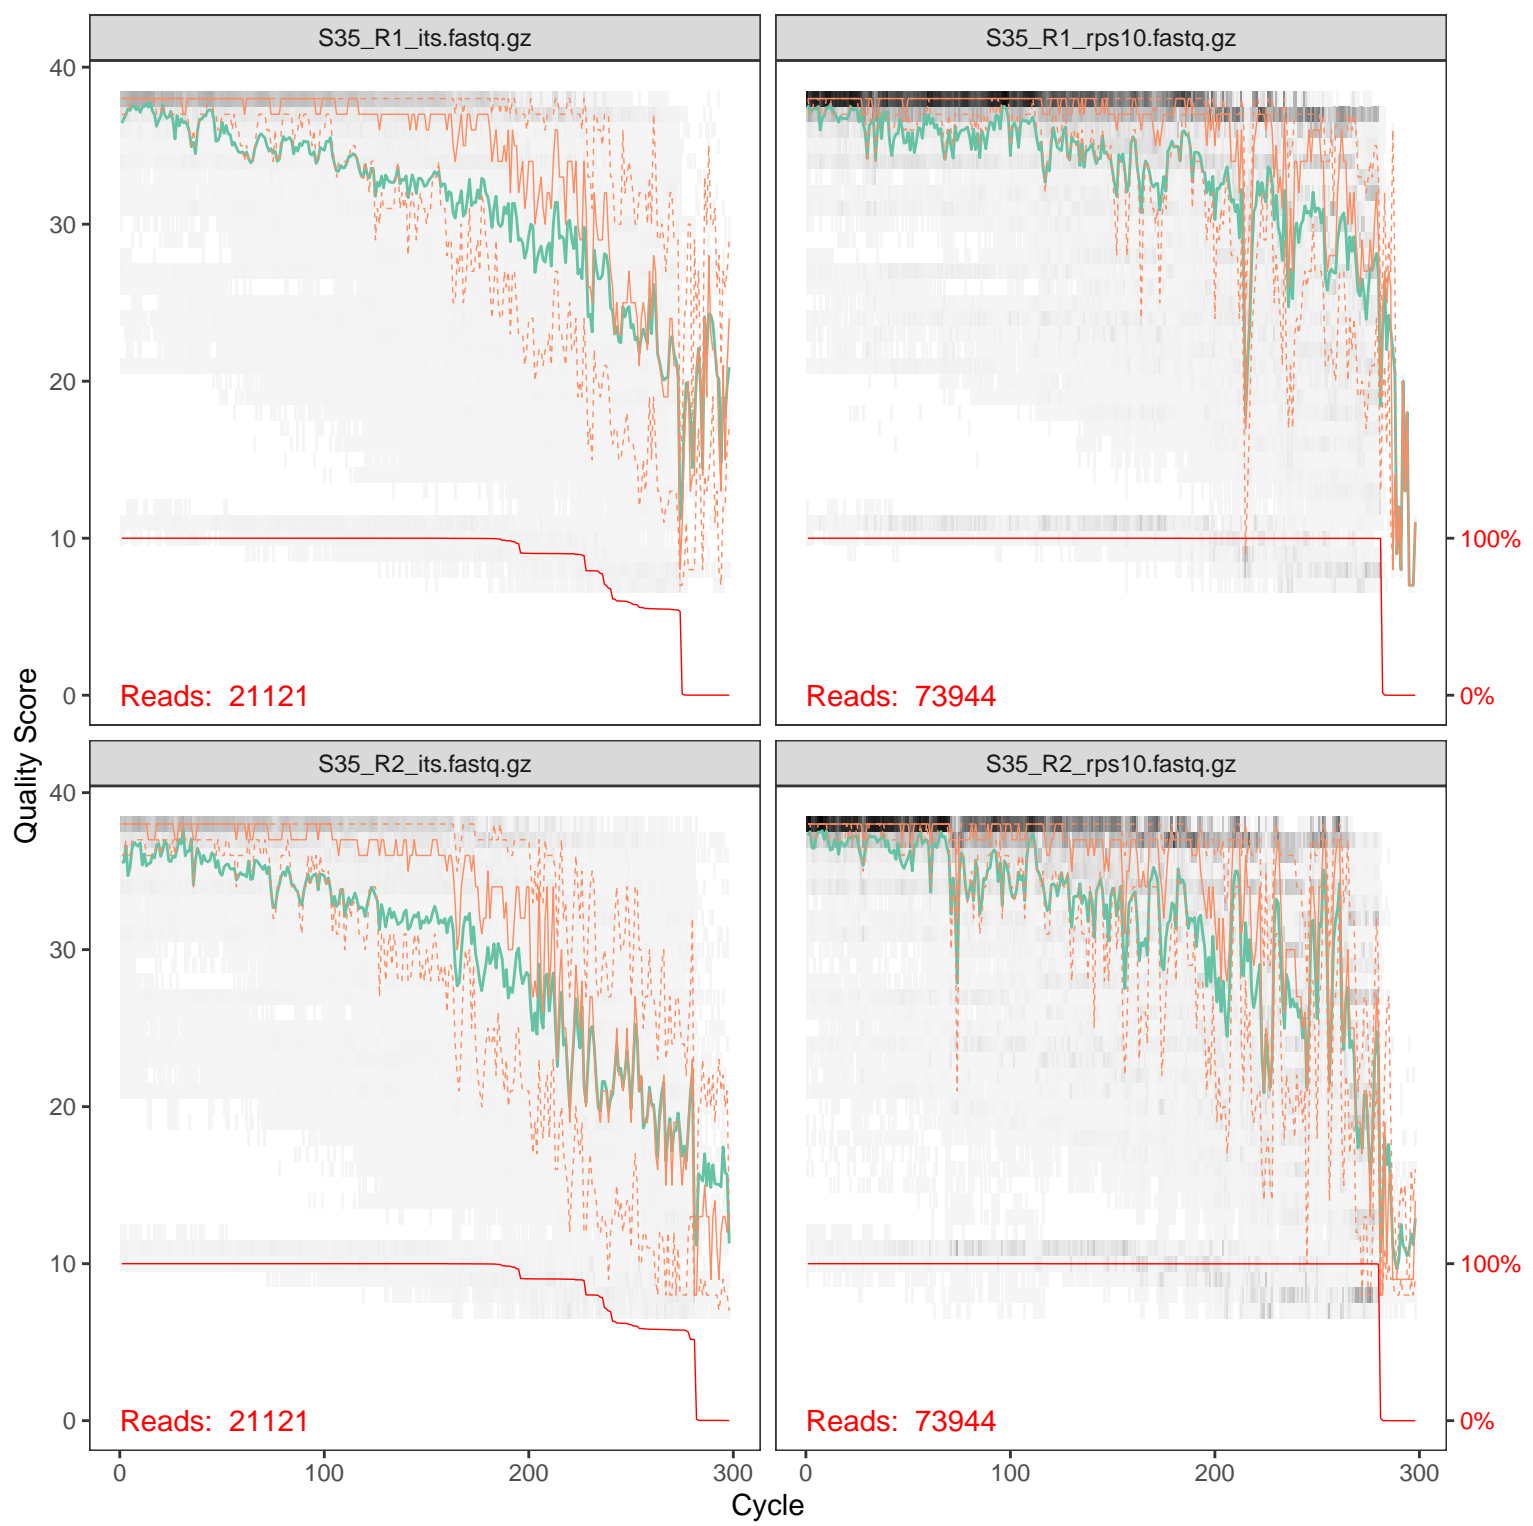 S35_R1_its.fastq.gz
S35_R1_rps10.fastq.gz
40
30
20
10
0
100%
0%
Reads: 21121
Reads: 73944
Quality Score
S35_R2_its.fastq.gz
S35_R2_rps10.fastq.gz
40
30
20
10
0
100%
0%
Reads: 21121
Reads: 73944
0 100 200 300
0 100 200 300
Cycle